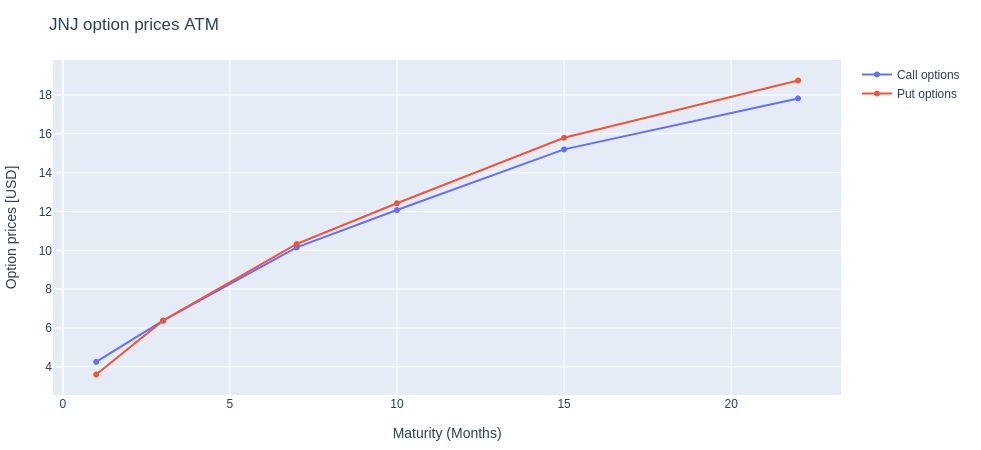 JNJ option prices ATM
Call options
Put options
Option prices [USD]
18
16
14
12
10
8
6
4
0
5
10
15
20
Maturity (Months)